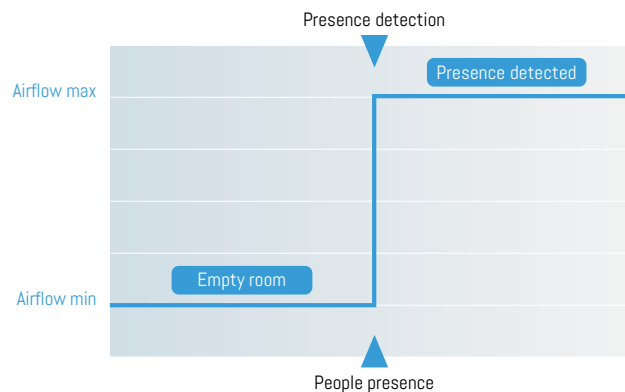 Presence detection
Presence detected
Airflow max
Empty room
Airflow min
People presence